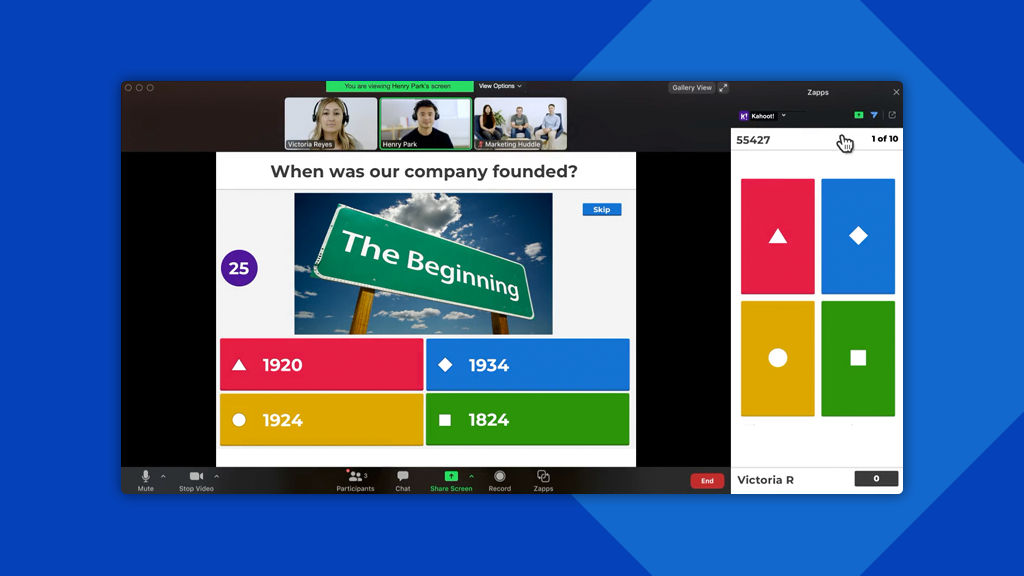 You are viewing Henry Park's screen
View Options
Gallery View
Zapps
Victoria Reyes
Henry Park
Marketing Huddle
K!
Kahoot!
55427
1 of 10
When was our company founded?
Skip
25
The Beginning
1920
1934
1924
1824
Mute
Stop Video
Participants
3
Chat
Share Screen
Record
Zapps
End
Victoria R
0